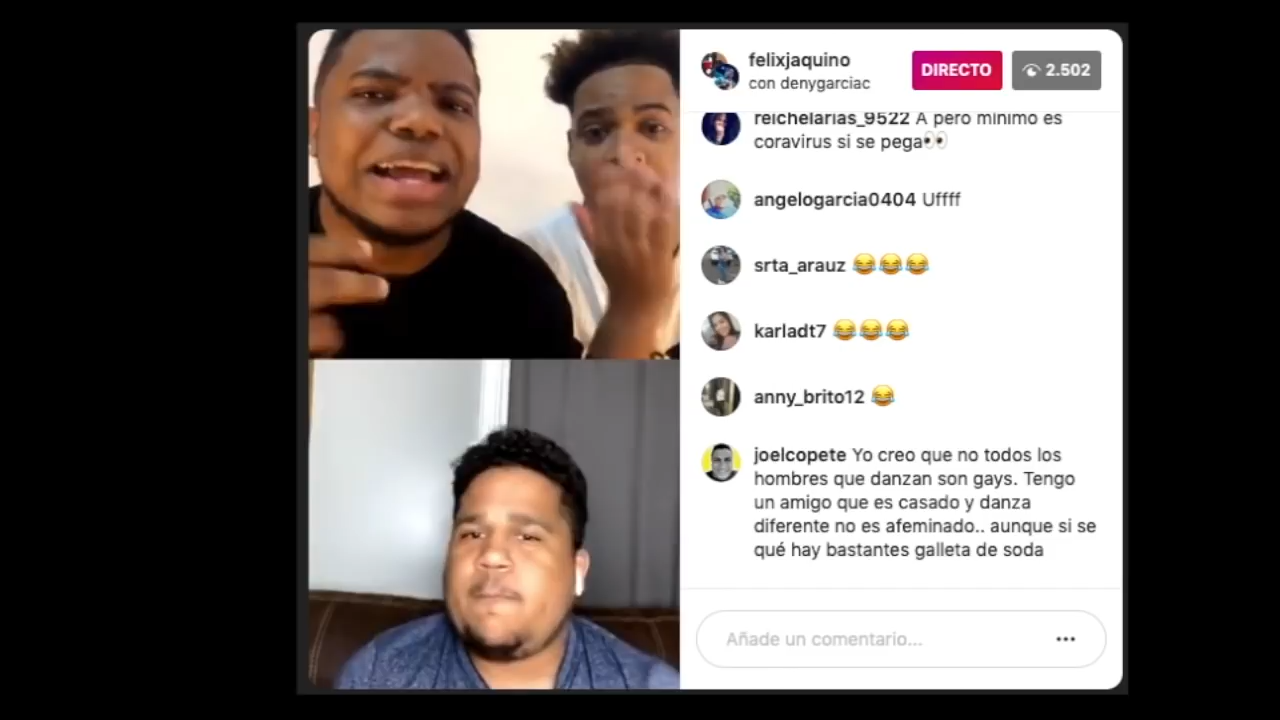 felixjaquino
DIRECTO
2.502
con denygarciac
reichelarias_9522 A pero minimo es
coravirus si se pega👀
angelogarcia0404 Uffff
srta_arauz 😂😂😂
karladt7 😂😂😂
anny_brito12 😂
joelcopete Yo creo que no todos los
hombres que danzan son gays. Tengo
un amigo que es casado y danza
diferente no es afeminado.. aunque si se
qué hay bastantes galleta de soda
Añade un comentario...